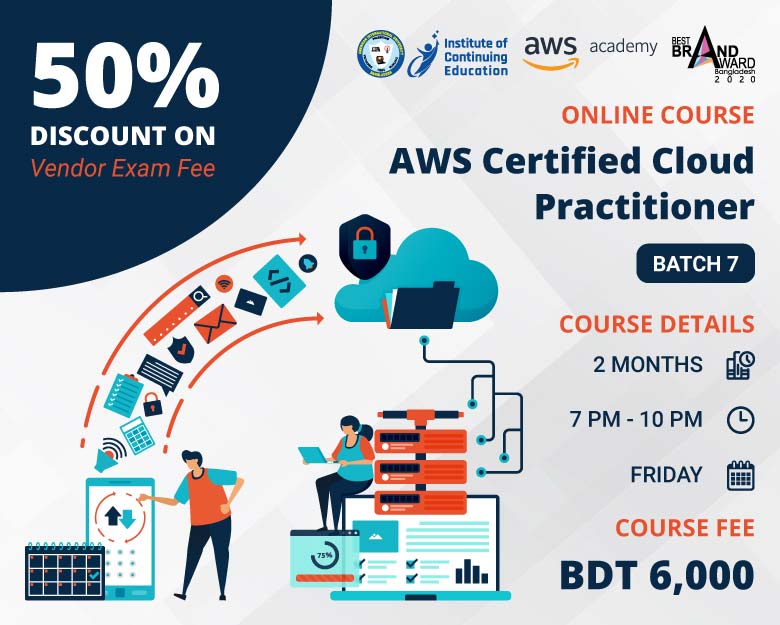 50%
DISCOUNT ON
Vendor Exam Fee
Institute of
Continuing
Education
aws academy
BEST
BRAND
AWARD
Bangladesh
2020
ONLINE COURSE
AWS Certified Cloud
Practitioner
BATCH 7
COURSE DETAILS
2 MONTHS
7 PM - 10 PM
FRIDAY
COURSE FEE
BDT 6,000
</>
75%